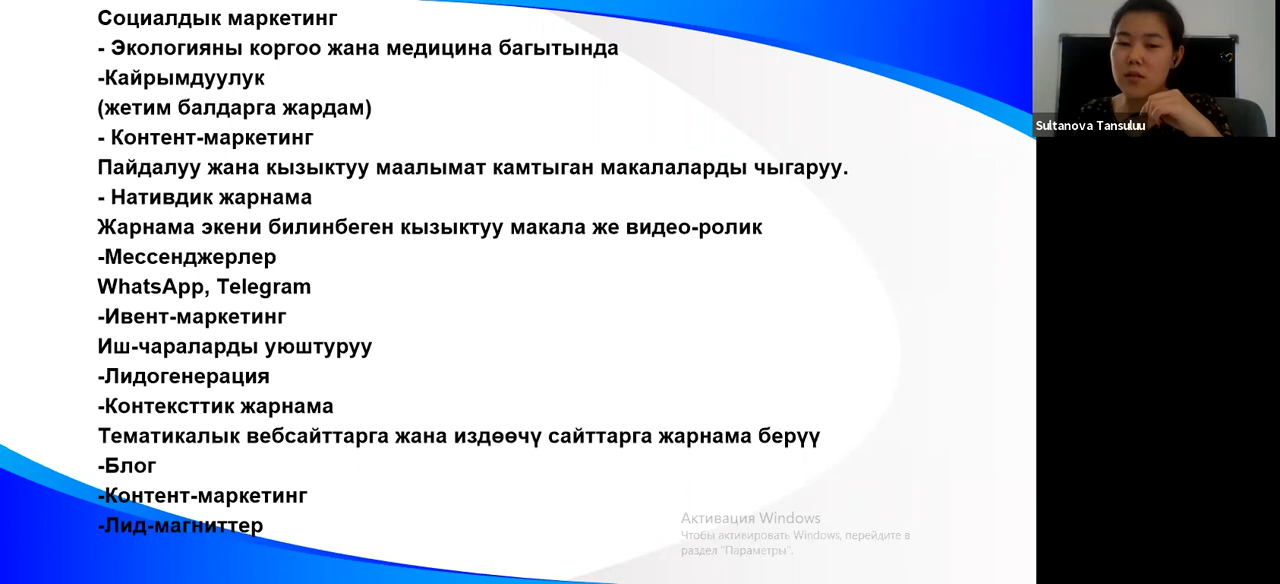 Социалдык маркетинг
- Экологияны коргоо жана медицина багытында
-Кайрымдуулук
(жетим балдарга жардам)
- Контент-маркетинг
Пайдалуу жана кызыктуу маалымат камтыган макалаларды чыгаруу.
- Нативдик жарнама
Жарнама экени билинбеген кызыктуу макала же видео-ролик
-Мессенджерлер
WhatsApp, Telegram
-Ивент-маркетинг
Иш-чараларды уюштуруу
-Лидогенерация
-Контексттик жарнама
Тематикалык вебсайттарга жана издөөчү сайттарга жарнама берүү
-Блог
-Контент-маркетинг
-Лид-магниттер
Активация Windows
Чтобы активировать Windows, перейдите в
раздел "Параметры".
Sultanova Tansuluu